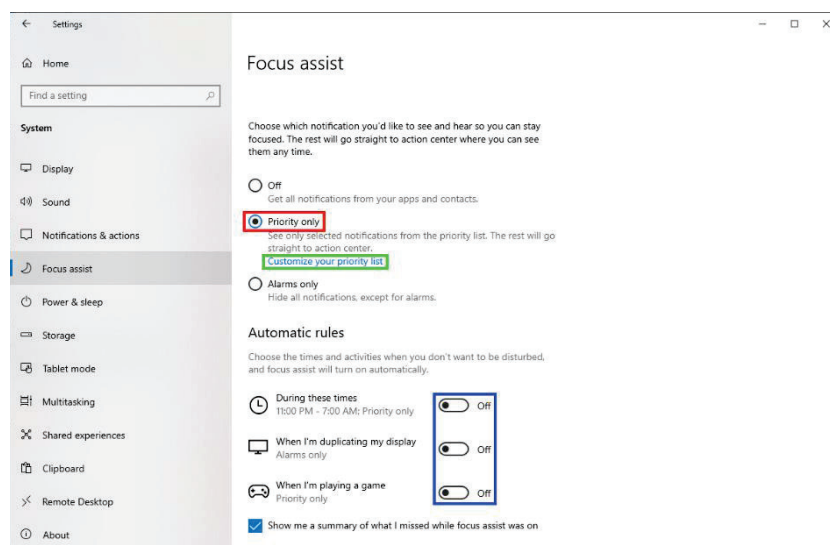 Settings
Home
Find a setting
System
Display
Sound
Notifications & actions
Focus assist
Power & sleep
Storage
Tablet mode
Multitasking
Shared experiences
Clipboard
Remote Desktop
About
Focus assist
Choose which notification you'd like to see and hear so you can stay
focused. The rest will go straight to action center where you can see
them any time.
Off
Get all notifications from your apps and contacts.
Priority only
See only selected notifications from the priority list. The rest will go
straight to action center.
Customize your priority list
Alarms only
Hide all notifications, except for alarms.
Automatic rules
Choose the times and activities when you don't want to be disturbed,
and focus assist will turn on automatically.
During these times
11:00 PM - 7:00 AM: Priority only
Off
When I'm duplicating my display
Alarms only
Off
When I'm playing a game
Priority only
Off
Show me a summary of what I missed while focus assist was on